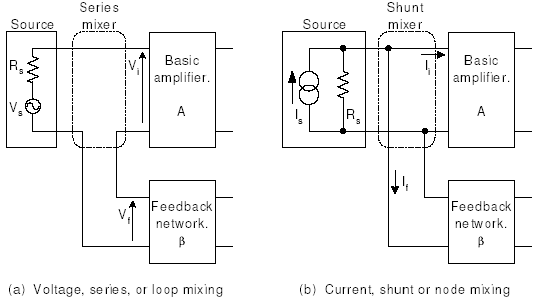 Series
mixer
Source
Rs
Vs
Vi
Basic
amplifier.
A
Vf
Feedback
network.
β
(a) Voltage, series, or loop mixing
Shunt
mixer
Source
Is
Rs
Ii
Basic
amplifier.
A
If
Feedback
network.
β
(b) Current, shunt or node mixing